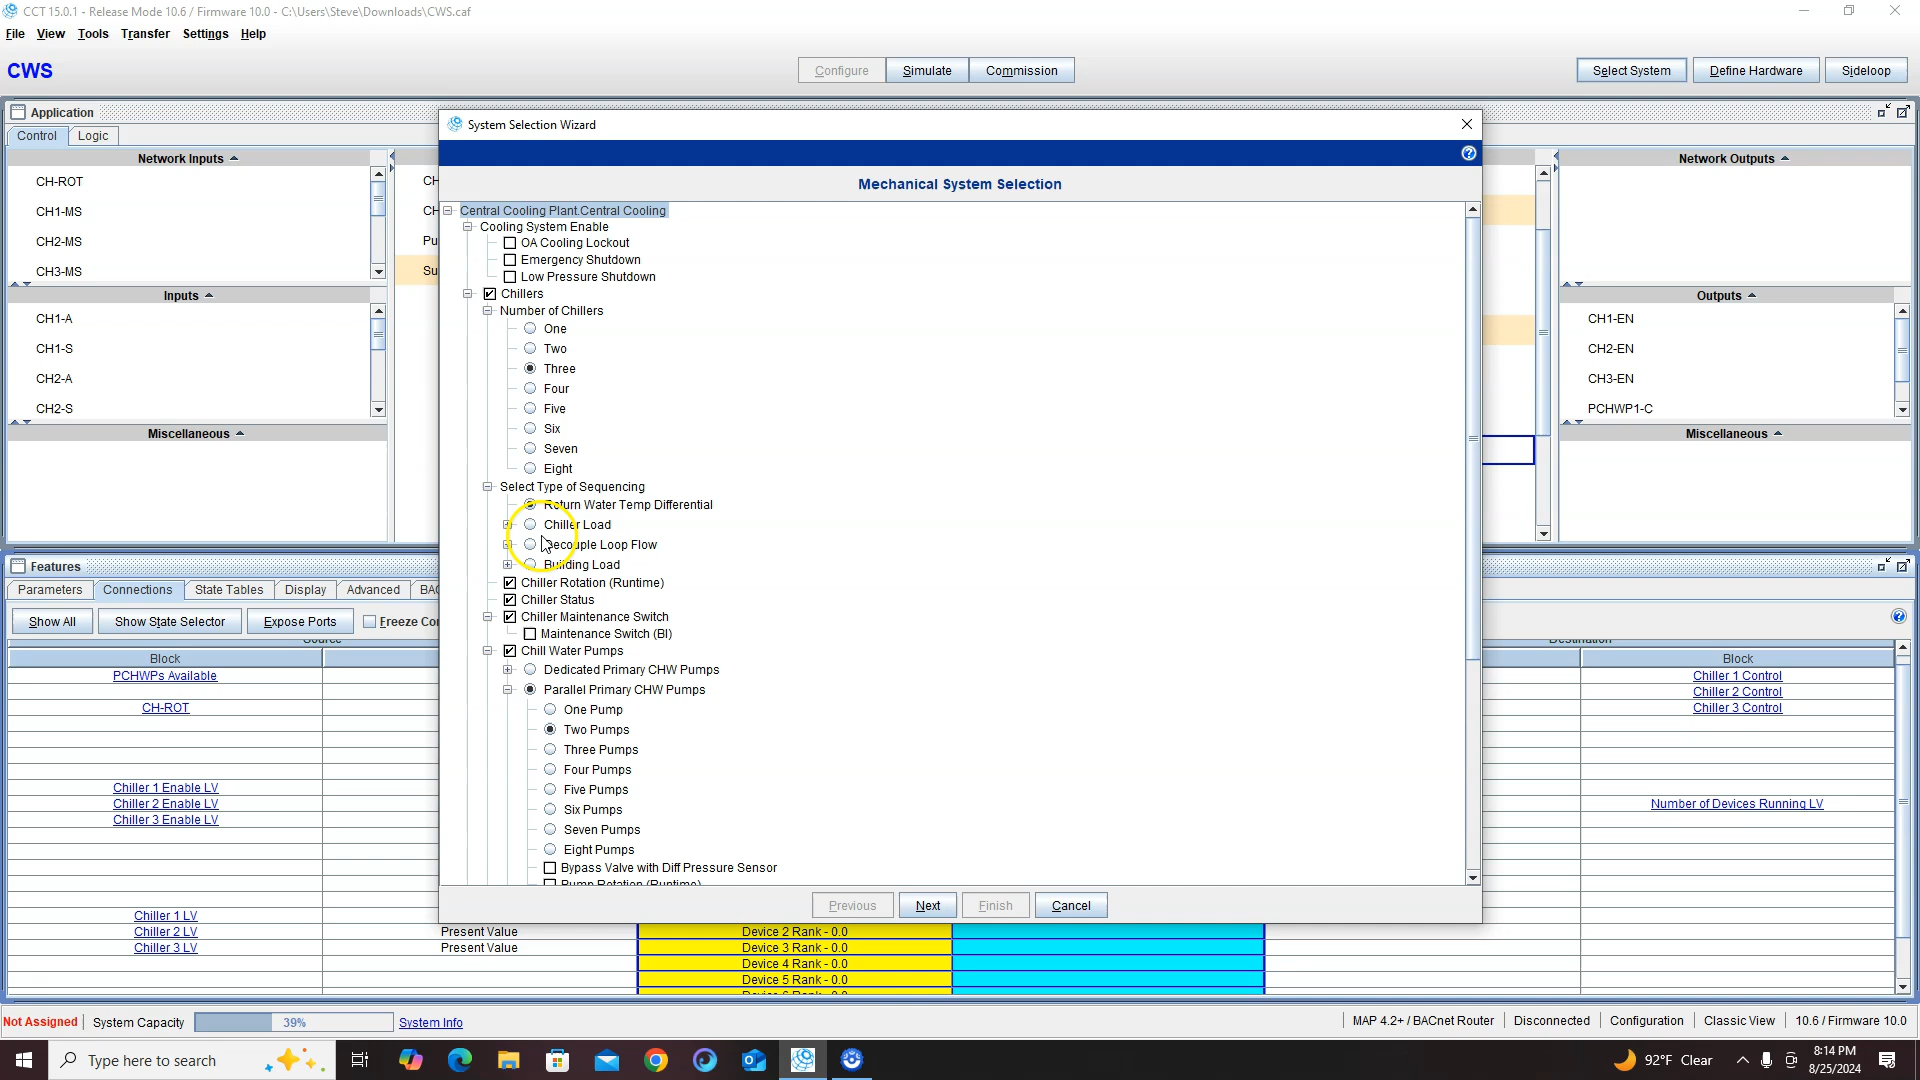 CCT 15.0.1 - Release Mode 10.6 / Firmware 10.0 - C:\Users\Steve\Downloads\CWS.caf
File View Tools Transfer Settings Help
CWS
Configure Simulate Commission
Select System Define Hardware Sideloop
Application
Control Logic
Network Inputs
CH-ROT
CH1-MS
CH2-MS
CH3-MS
Inputs
CH1-A
CH1-S
CH2-A
CH2-S
Miscellaneous
System Selection Wizard
Mechanical System Selection
Central Cooling Plant.Central Cooling
Cooling System Enable
OA Cooling Lockout
Emergency Shutdown
Low Pressure Shutdown
Chillers
Number of Chillers
One
Two
Three
Four
Five
Six
Seven
Eight
Select Type of Sequencing
Return Water Temp Differential
Chiller Load
Decouple Loop Flow
Building Load
Chiller Rotation (Runtime)
Chiller Status
Chiller Maintenance Switch
Maintenance Switch (BI)
Chill Water Pumps
Dedicated Primary CHW Pumps
Parallel Primary CHW Pumps
One Pump
Two Pumps
Three Pumps
Four Pumps
Five Pumps
Six Pumps
Seven Pumps
Eight Pumps
Bypass Valve with Diff Pressure Sensor
Pump Rotation (Runtime)
Previous Next Finish Cancel
Network Outputs
Outputs
CH1-EN
CH2-EN
CH3-EN
PCHWP1-C
Miscellaneous
Features
Parameters Connections State Tables Display Advanced
Show All Show State Selector Expose Ports
Block
PCHWPs Available
CH-ROT
Chiller 1 Enable LV
Chiller 2 Enable LV
Chiller 3 Enable LV
Chiller 1 LV
Chiller 2 LV Present Value Device 2 Rank - 0.0
Chiller 3 LV Present Value Device 3 Rank - 0.0
Device 4 Rank - 0.0
Device 5 Rank - 0.0
Destination
Block
Chiller 1 Control
Chiller 2 Control
Chiller 3 Control
Number of Devices Running LV
Not Assigned System Capacity 39% System Info
MAP 4.2+ / BACnet Router Disconnected Configuration Classic View 10.6 / Firmware 10.0
Type here to search
92°F Clear
8:14 PM
8/25/2024